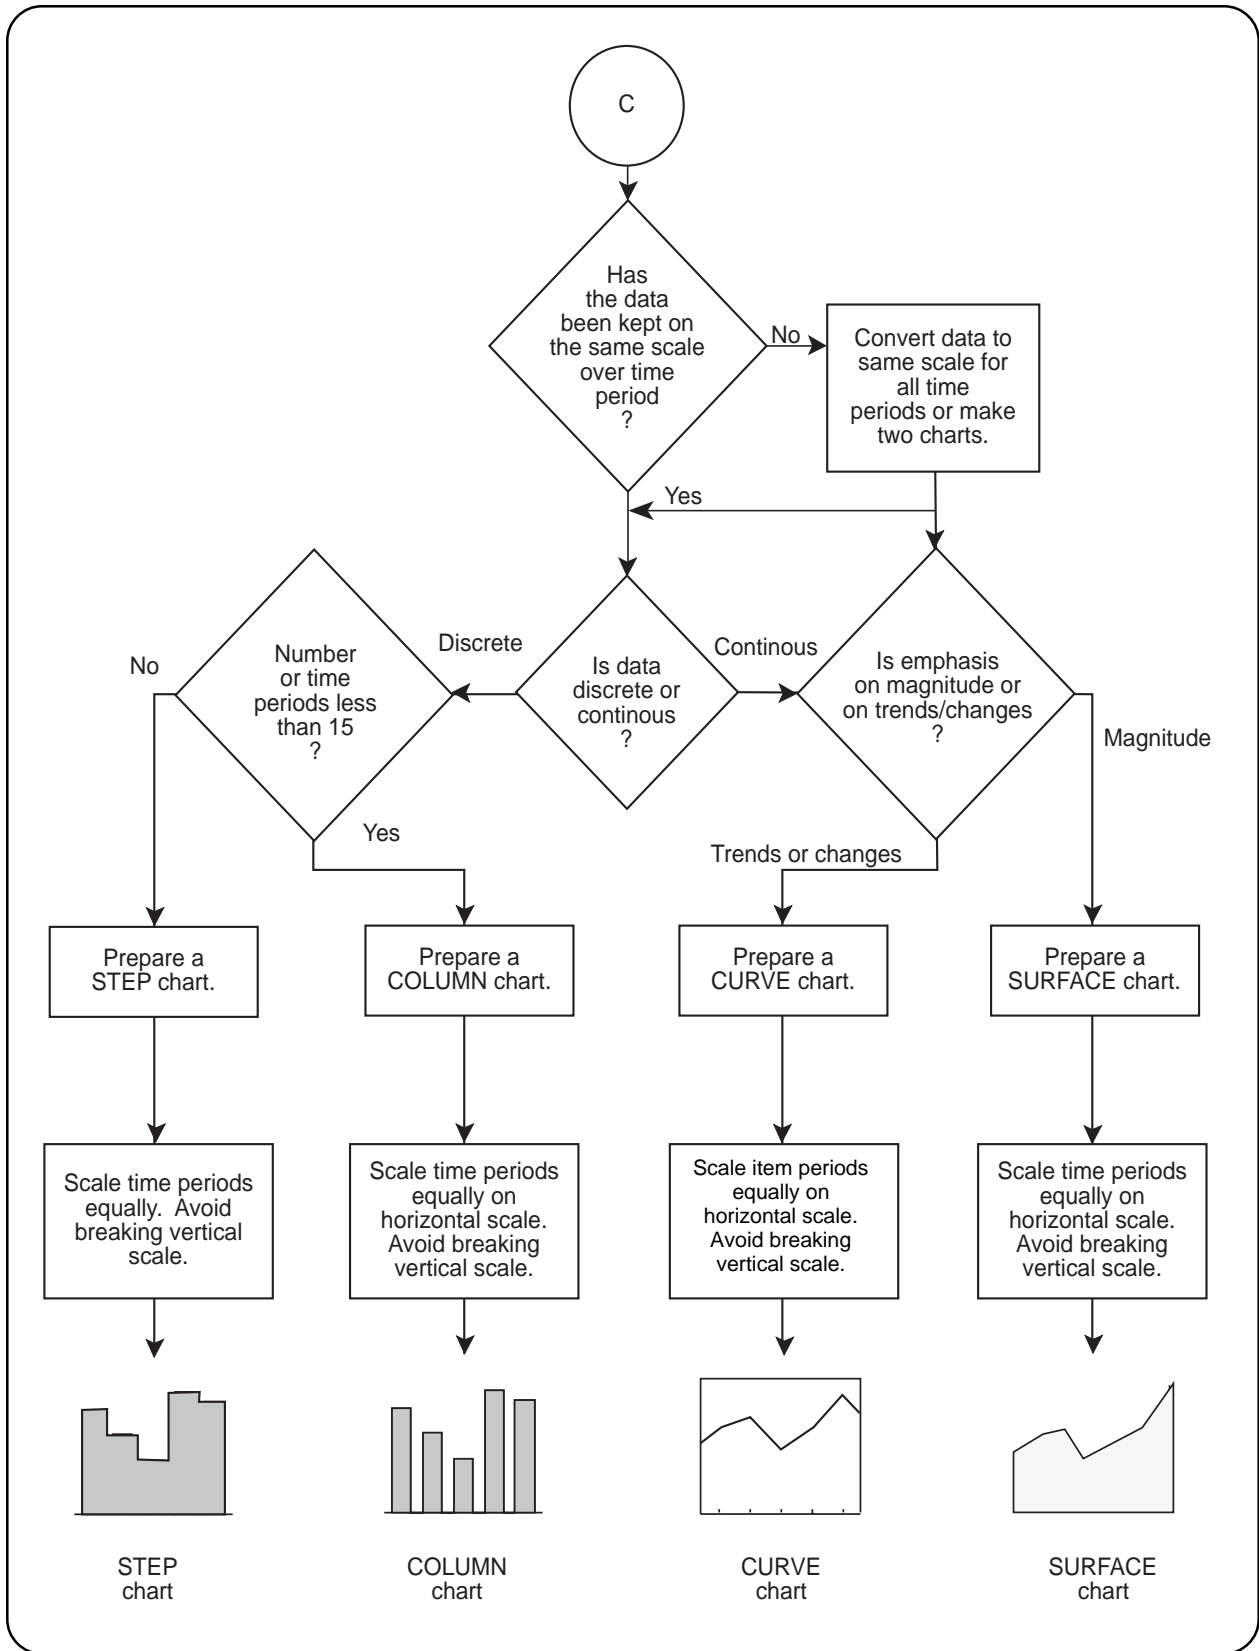 C
Has
the data
been kept on
the same scale
over time
period
?
No
Convert data to
same scale for
all time
periods or make
two charts.
Yes
Number
or time
periods less
than 15
?
No
Discrete
Is data
discrete or
continous
?
Continous
Is emphasis
on magnitude or
on trends/changes
?
Magnitude
Yes
Trends or changes
Prepare a
STEP chart.
Prepare a
COLUMN chart.
Prepare a
CURVE chart.
Prepare a
SURFACE chart.
Scale time periods
equally. Avoid
breaking vertical
scale.
Scale time periods
equally on
horizontal scale.
Avoid breaking
vertical scale.
Scale item periods
equally on
horizontal scale.
Avoid breaking
vertical scale.
Scale time periods
equally on
horizontal scale.
Avoid breaking
vertical scale.
STEP
chart
COLUMN
chart
CURVE
chart
SURFACE
chart